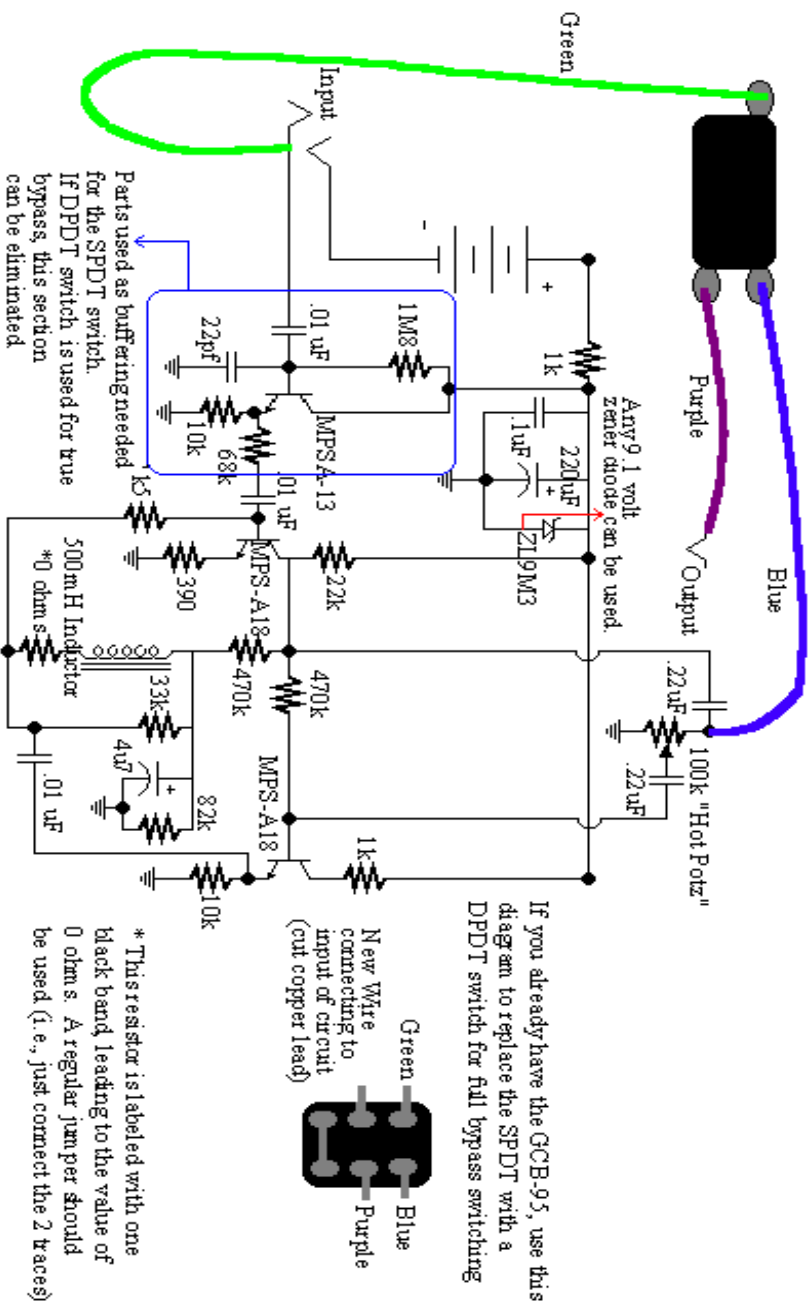 Green
Blue
Purple
Output
Input
-
+
1k
Any 9.1 volt
zener diode can be used.
.1uF
220uF
+
ZL9M3
.22uF
.22uF
100k "Hot Potz"
1M8
.01 uF
22pf
MPSA-13
10k
68k
.01 uF
22k
MPS-A18
390
470k
470k
MPS-A18
1k
10k
500mH Inductor
*0 ohms
33k
4u7
+
82k
.01 uF
Parts used as buffering needed
for the SPDT switch.
If DPDT switch is used for true
bypass, this section
can be eliminated.
If you already have the GCB-95, use this
diagram to replace the SPDT with a
DPDT switch for full bypass switching
New Wire
connecting to
input of circuit
(cut copper lead)
Green
Blue
Purple
* This resistor is labeled with one
black band, leading to the value of
0 ohms. A regular jumper should
be used (i.e., just connect the 2 traces)